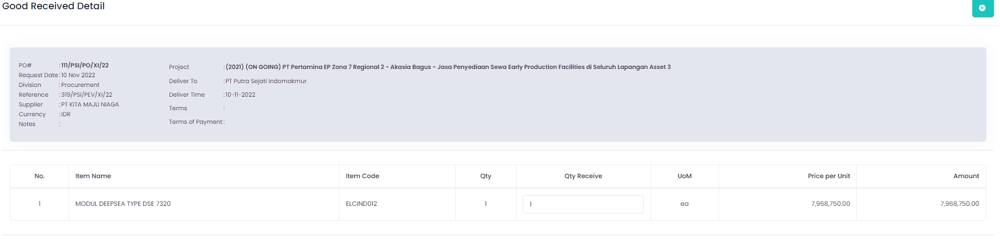 Good Received Detail
PO# : 111/PSI/PO/XI/22
Request Date : 10 Nov 2022
Division : Procurement
Reference : 319/PSI/PEV/XI/22
Supplier : PT KITA MAJU NIAGA
Currency : IDR
Notes :
Project : (2021) (ON GOING) PT Pertamina EP Zona 7 Regional 2 - Akasia Bagus - Jasa Penyediaan Sewa Early Production Facilities di Seluruh Lapangan Asset 3
Deliver To : PT Putra Sejati Indomakmur
Deliver Time : 10-11-2022
Terms :
Terms of Payment :
No. Item Name Item Code Qty Qty Receive UoM Price per Unit Amount
1 MODUL DEEPSEA TYPE DSE 7320 ELCIND012 1 1 ea 7,968,750.00 7,968,750.00